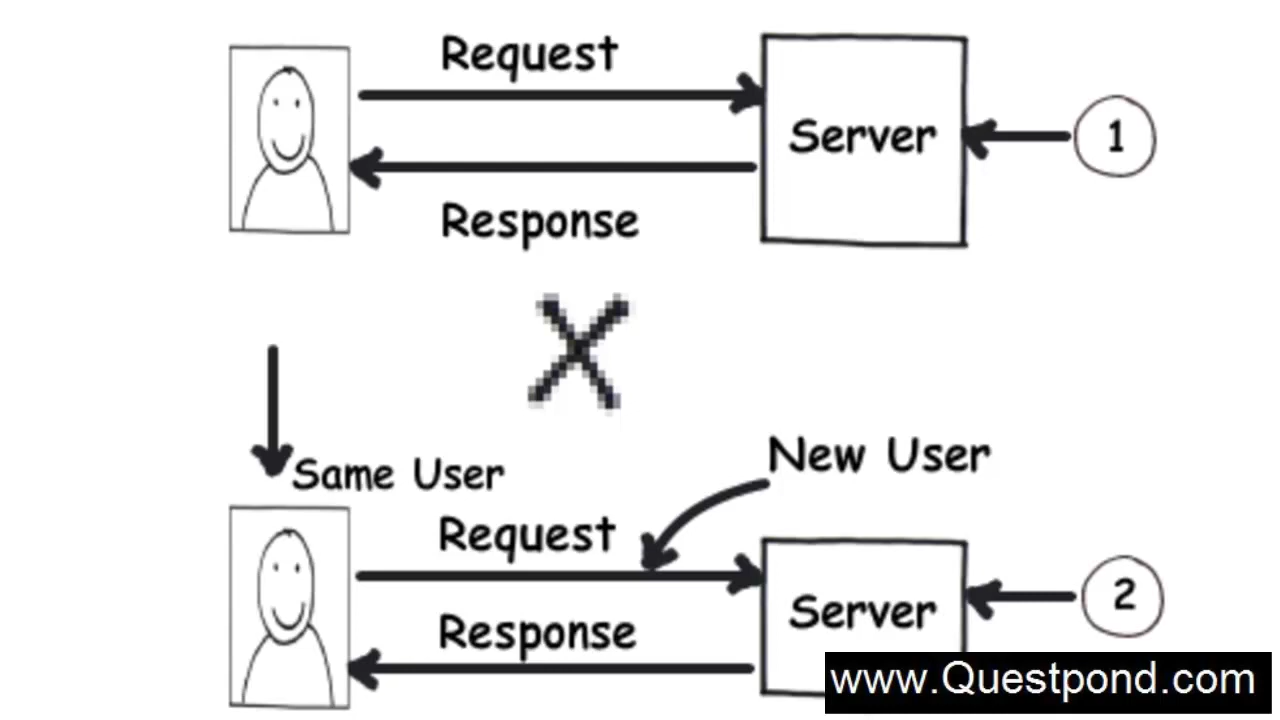 Request
Server
1
Response
New User
Same User
Request
Server
2
Response
www.Questpond.com